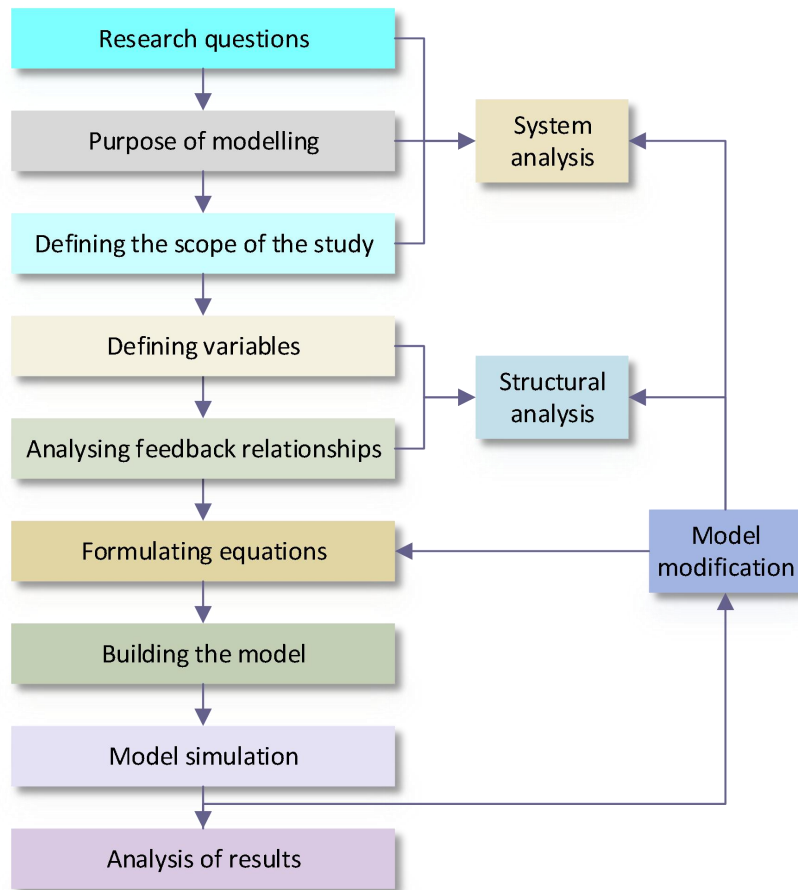 Research questions
Purpose of modelling
Defining the scope of the study
System
analysis
Defining variables
Analysing feedback relationships
Structural
analysis
Formulating equations
Model
modification
Building the model
Model simulation
Analysis of results